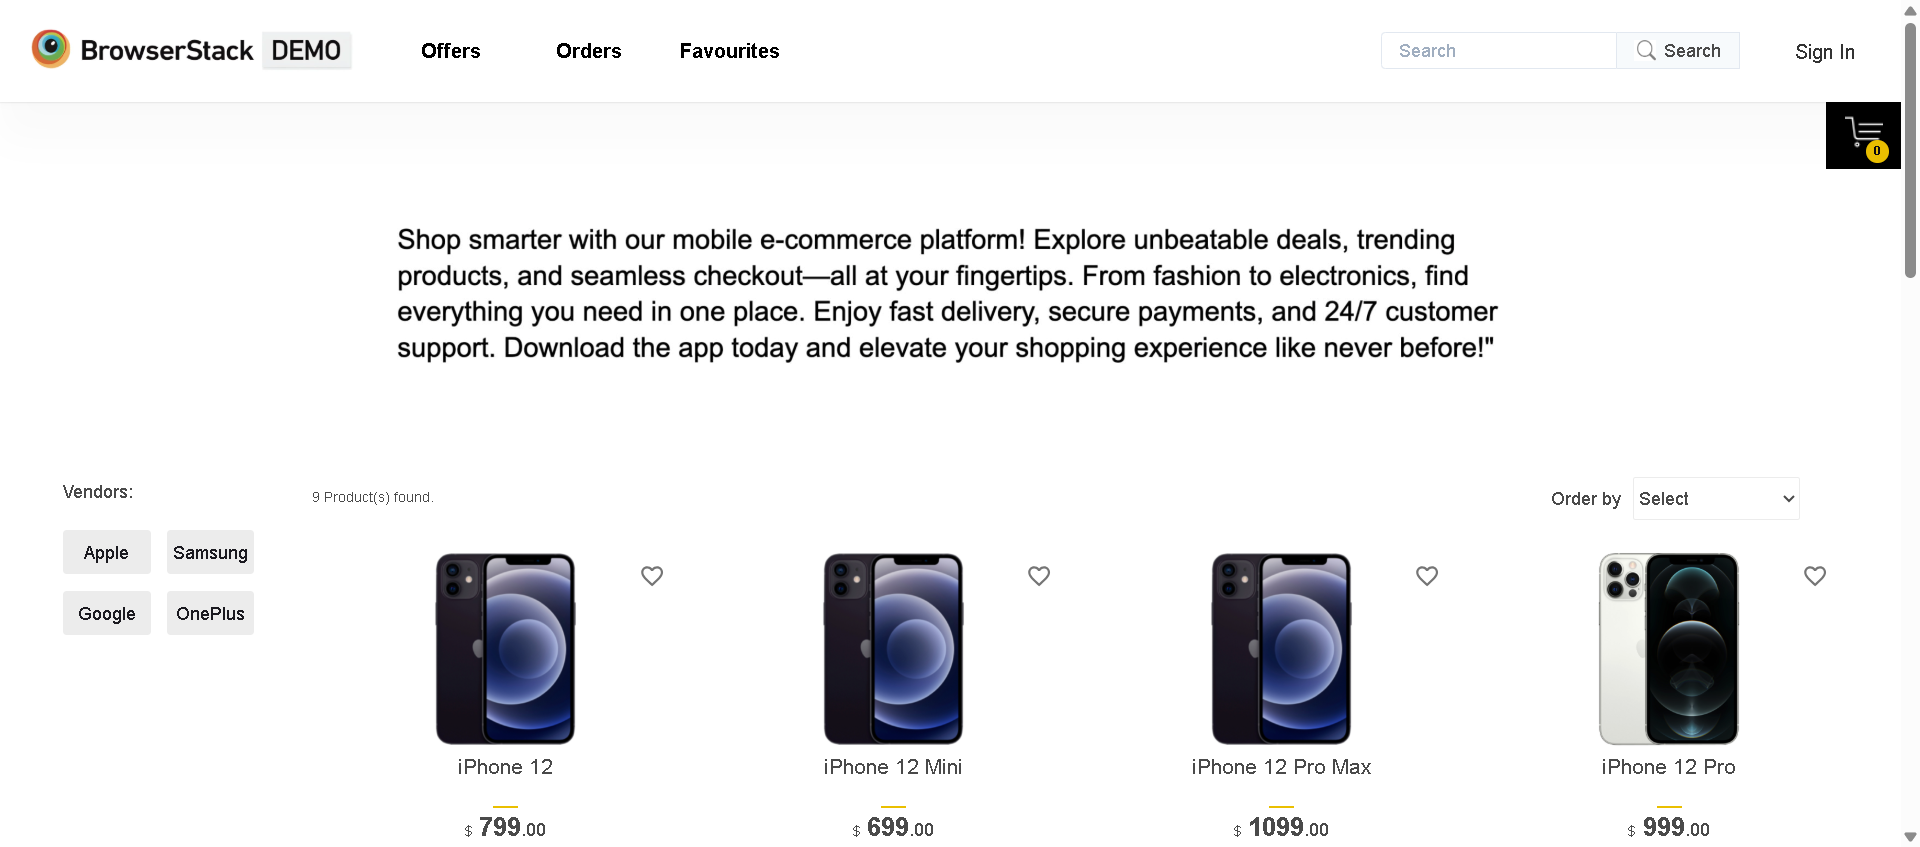 BrowserStack DEMO
Offers
Orders
Favourites
Search
Search
Sign In
0
Shop smarter with our mobile e-commerce platform! Explore unbeatable deals, trending
products, and seamless checkout—all at your fingertips. From fashion to electronics, find
everything you need in one place. Enjoy fast delivery, secure payments, and 24/7 customer
support. Download the app today and elevate your shopping experience like never before!"
Vendors:
9 Product(s) found.
Order by
Select
Apple
Samsung
Google
OnePlus
iPhone 12
iPhone 12 Mini
iPhone 12 Pro Max
iPhone 12 Pro
$ 799.00
$ 699.00
$ 1099.00
$ 999.00